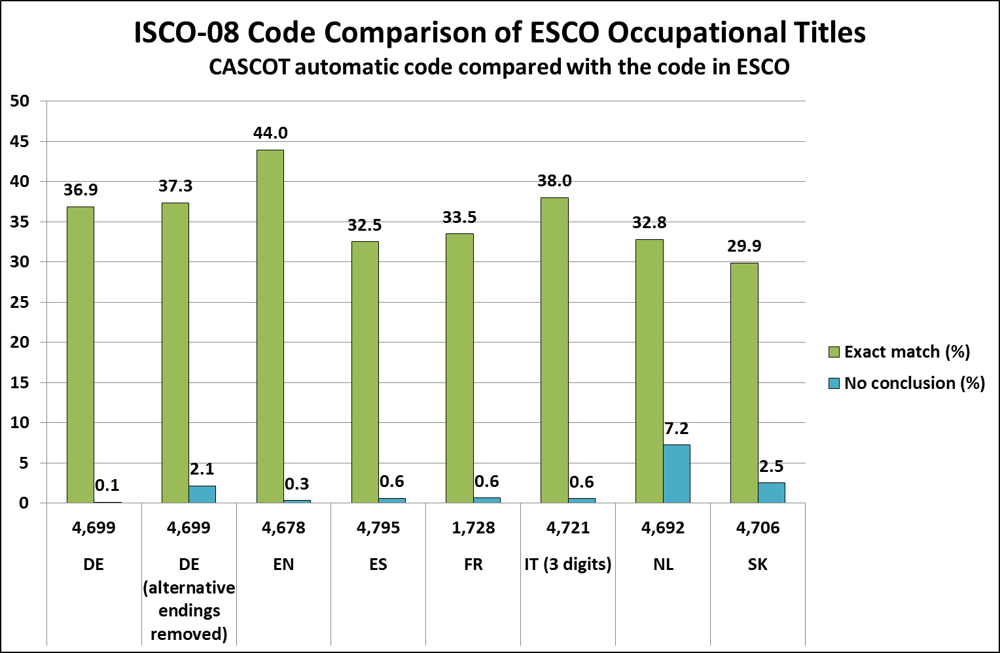 ISCO-08 Code Comparison of ESCO Occupational Titles
CASCOT automatic code compared with the code in ESCO
50
45
40
35
30
25
20
15
10
5
0
36.9
0.1
37.3
2.1
44.0
0.3
32.5
0.6
33.5
0.6
38.0
0.6
32.8
7.2
29.9
2.5
4,699
4,699
4,678
4,795
1,728
4,721
4,692
4,706
DE
DE
(alternative
endings
removed)
EN
ES
FR
IT (3 digits)
NL
SK
Exact match (%)
No conclusion (%)